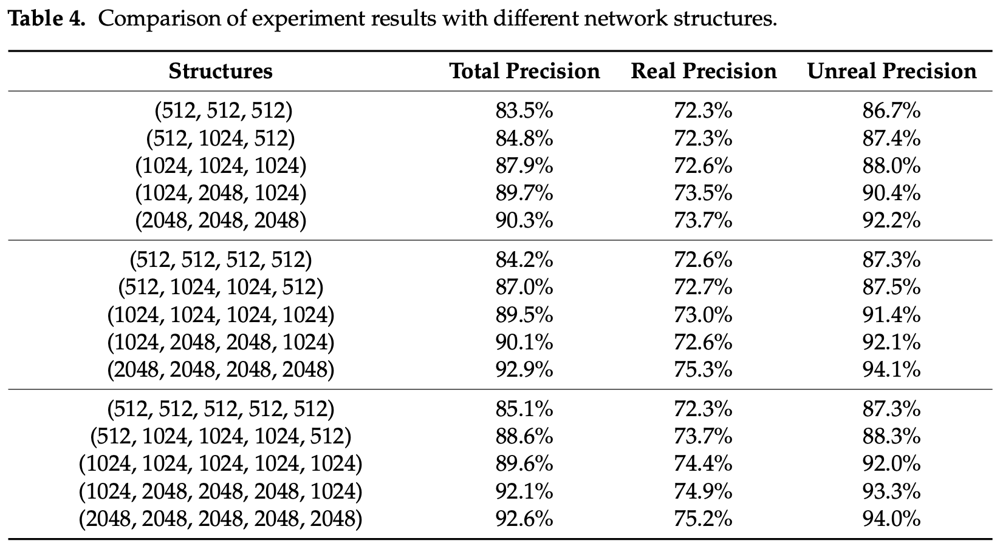 Table 4. Comparison of experiment results with different network structures.
Structures Total Precision Real Precision Unreal Precision
(512, 512, 512) 83.5% 72.3% 86.7%
(512, 1024, 512) 84.8% 72.3% 87.4%
(1024, 1024, 1024) 87.9% 72.6% 88.0%
(1024, 2048, 1024) 89.7% 73.5% 90.4%
(2048, 2048, 2048) 90.3% 73.7% 92.2%
(512, 512, 512, 512) 84.2% 72.6% 87.3%
(512, 1024, 1024, 512) 87.0% 72.7% 87.5%
(1024, 1024, 1024, 1024) 89.5% 73.0% 91.4%
(1024, 2048, 2048, 1024) 90.1% 72.6% 92.1%
(2048, 2048, 2048, 2048) 92.9% 75.3% 94.1%
(512, 512, 512, 512, 512) 85.1% 72.3% 87.3%
(512, 1024, 1024, 1024, 512) 88.6% 73.7% 88.3%
(1024, 1024, 1024, 1024, 1024) 89.6% 74.4% 92.0%
(1024, 2048, 2048, 2048, 1024) 92.1% 74.9% 93.3%
(2048, 2048, 2048, 2048, 2048) 92.6% 75.2% 94.0%